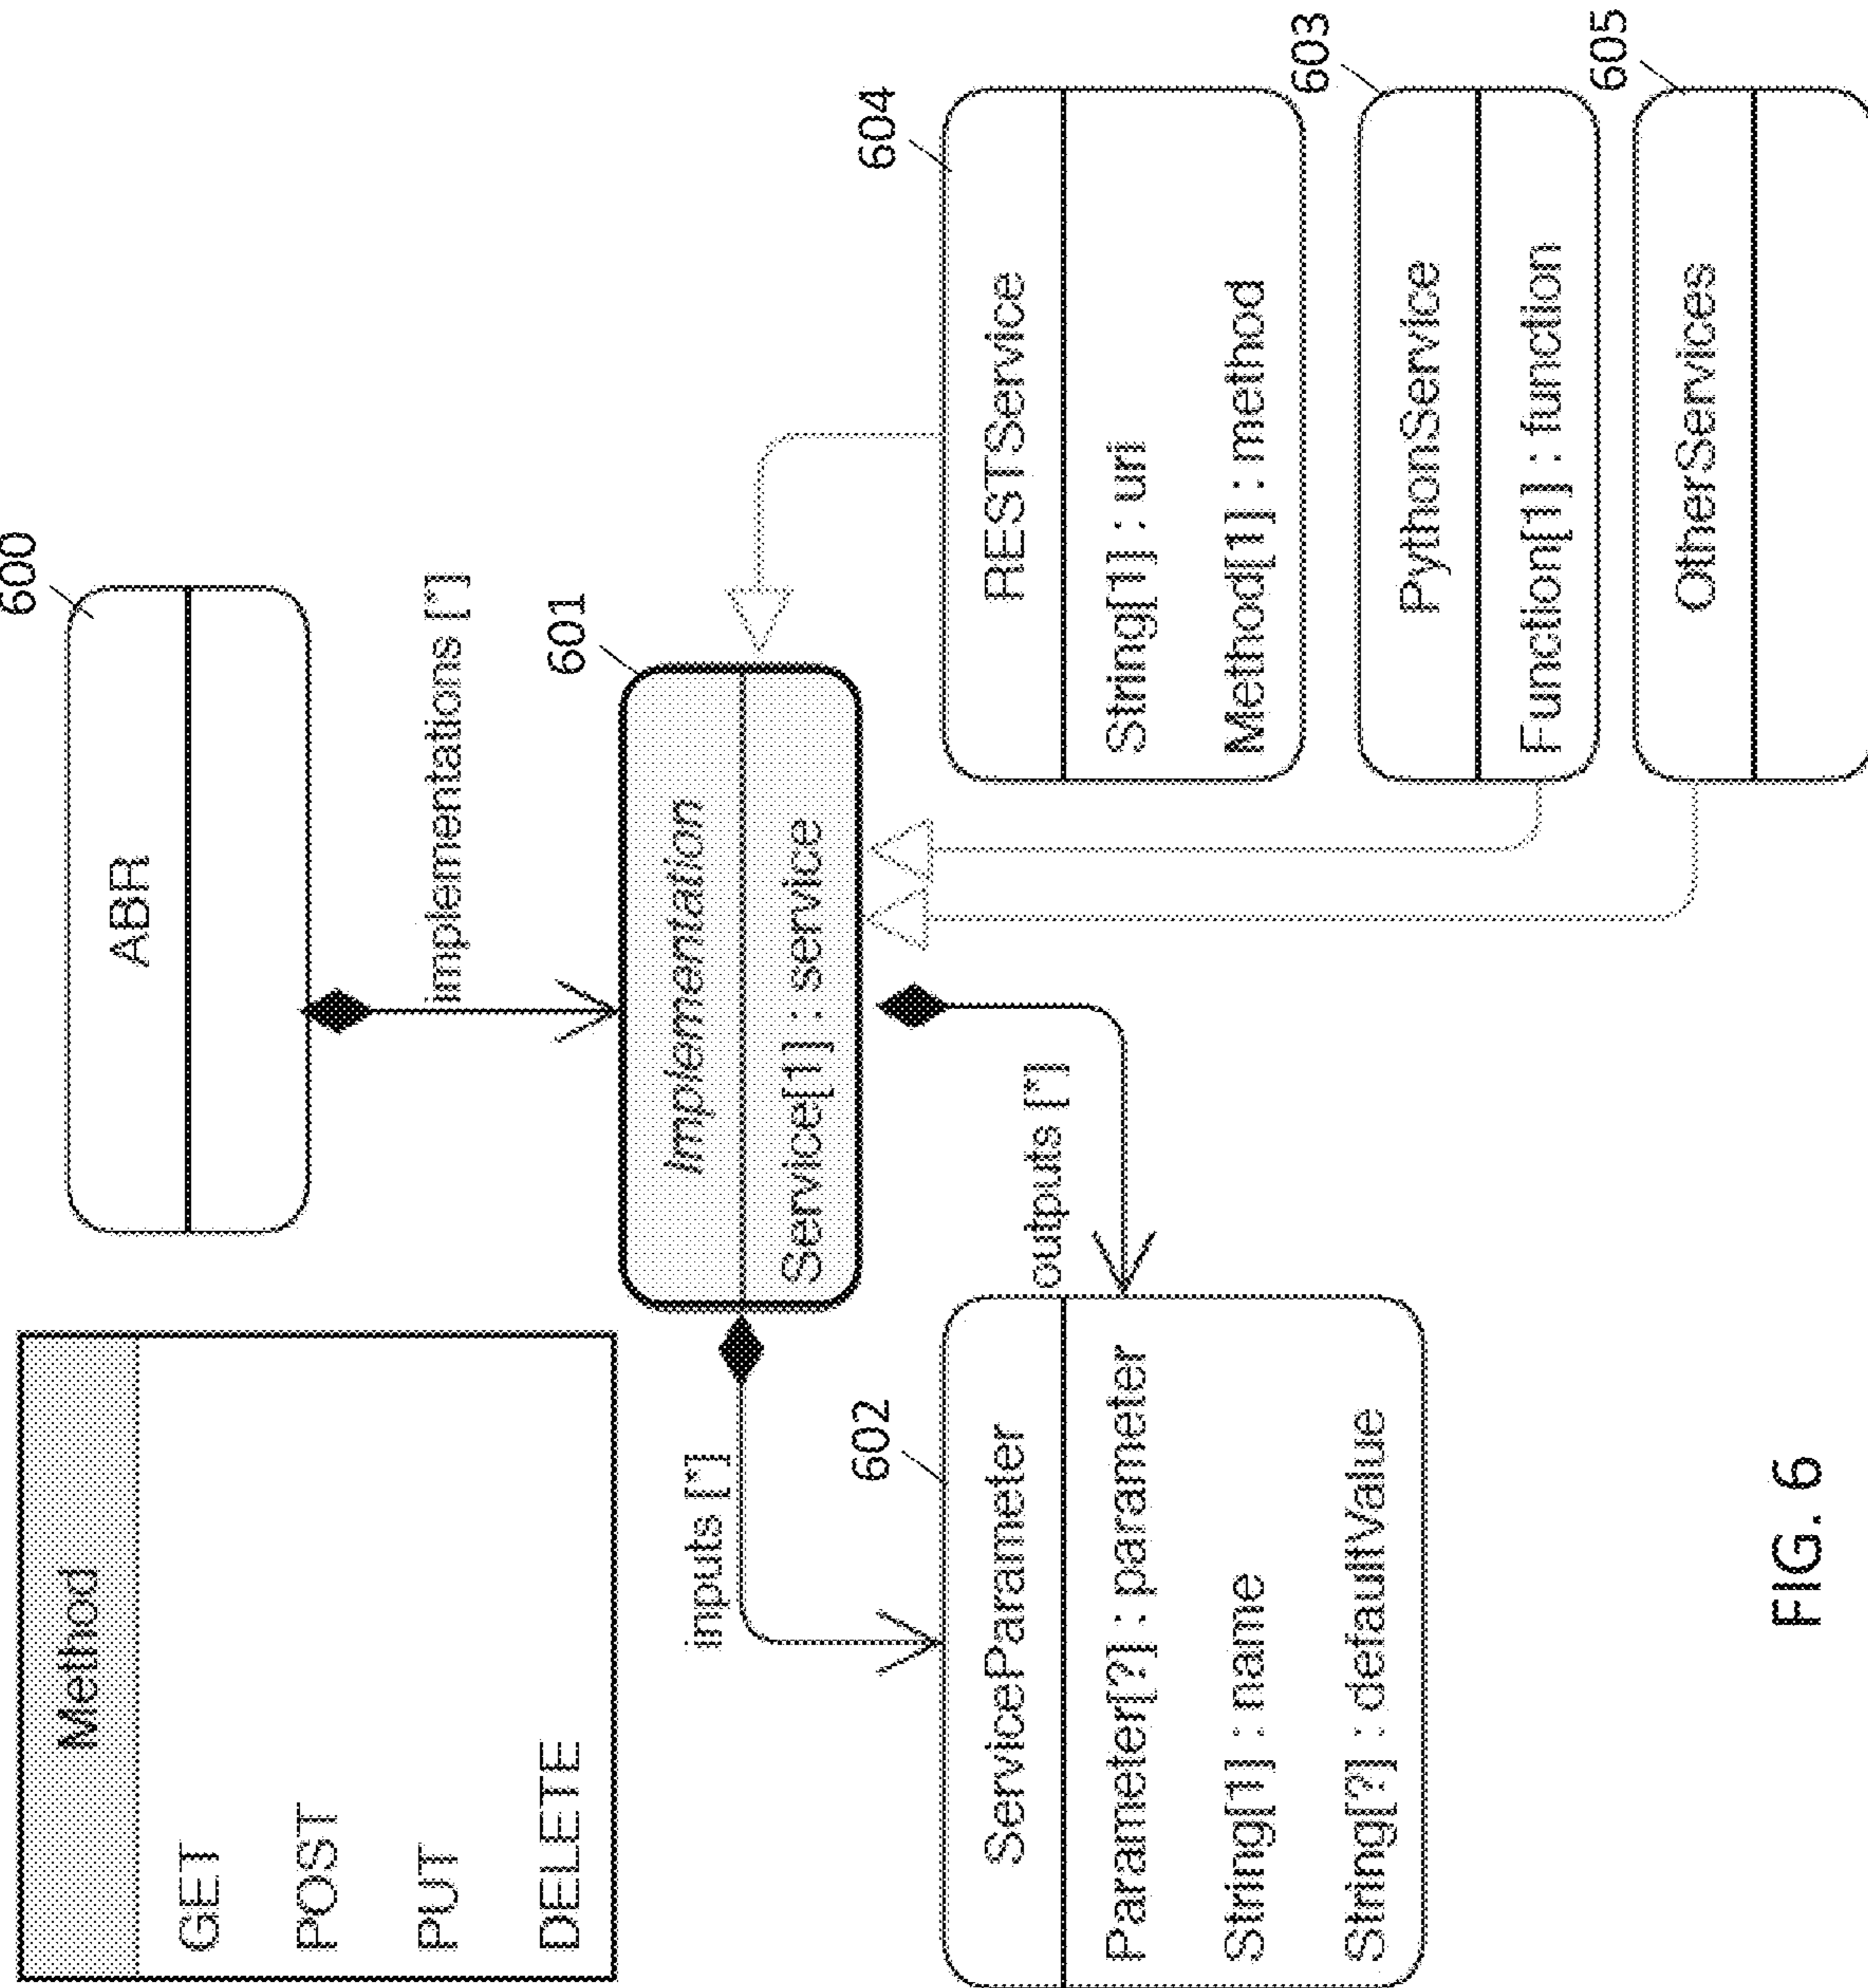 Method
GET
POST
PUT
DELETE
600
ABR
implementations [*]
601
Implementation
Service[1] : service
inputs [*]
outputs [*]
602
ServiceParameter
Parameter[?] : parameter
String[1] : name
String[?] : defaultValue
604
RESTService
String[1] : uri
Method[1] : method
603
PythonService
Function[1] : function
605
OtherServices
FIG. 6